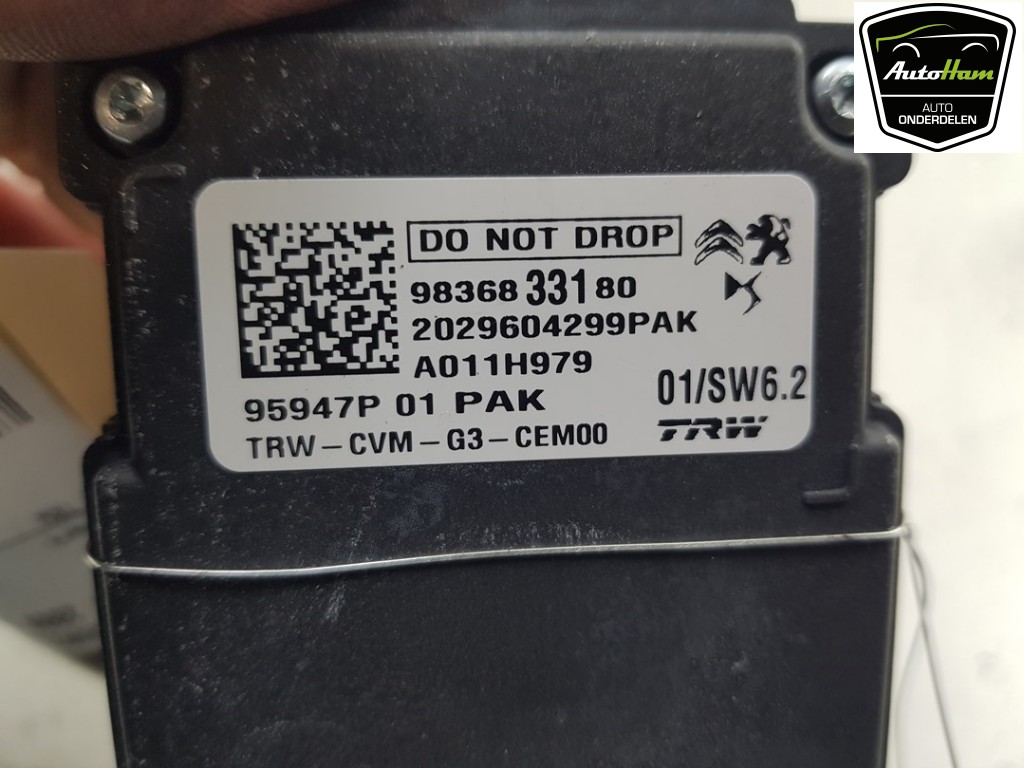 AutoHam
AUTO
ONDERDELEN
DO NOT DROP
98368 331 80
2029604299PAK
A011H979
95947P 01 PAK
01/SW6.2
TRW-CVM-G3-CEM00
TRW